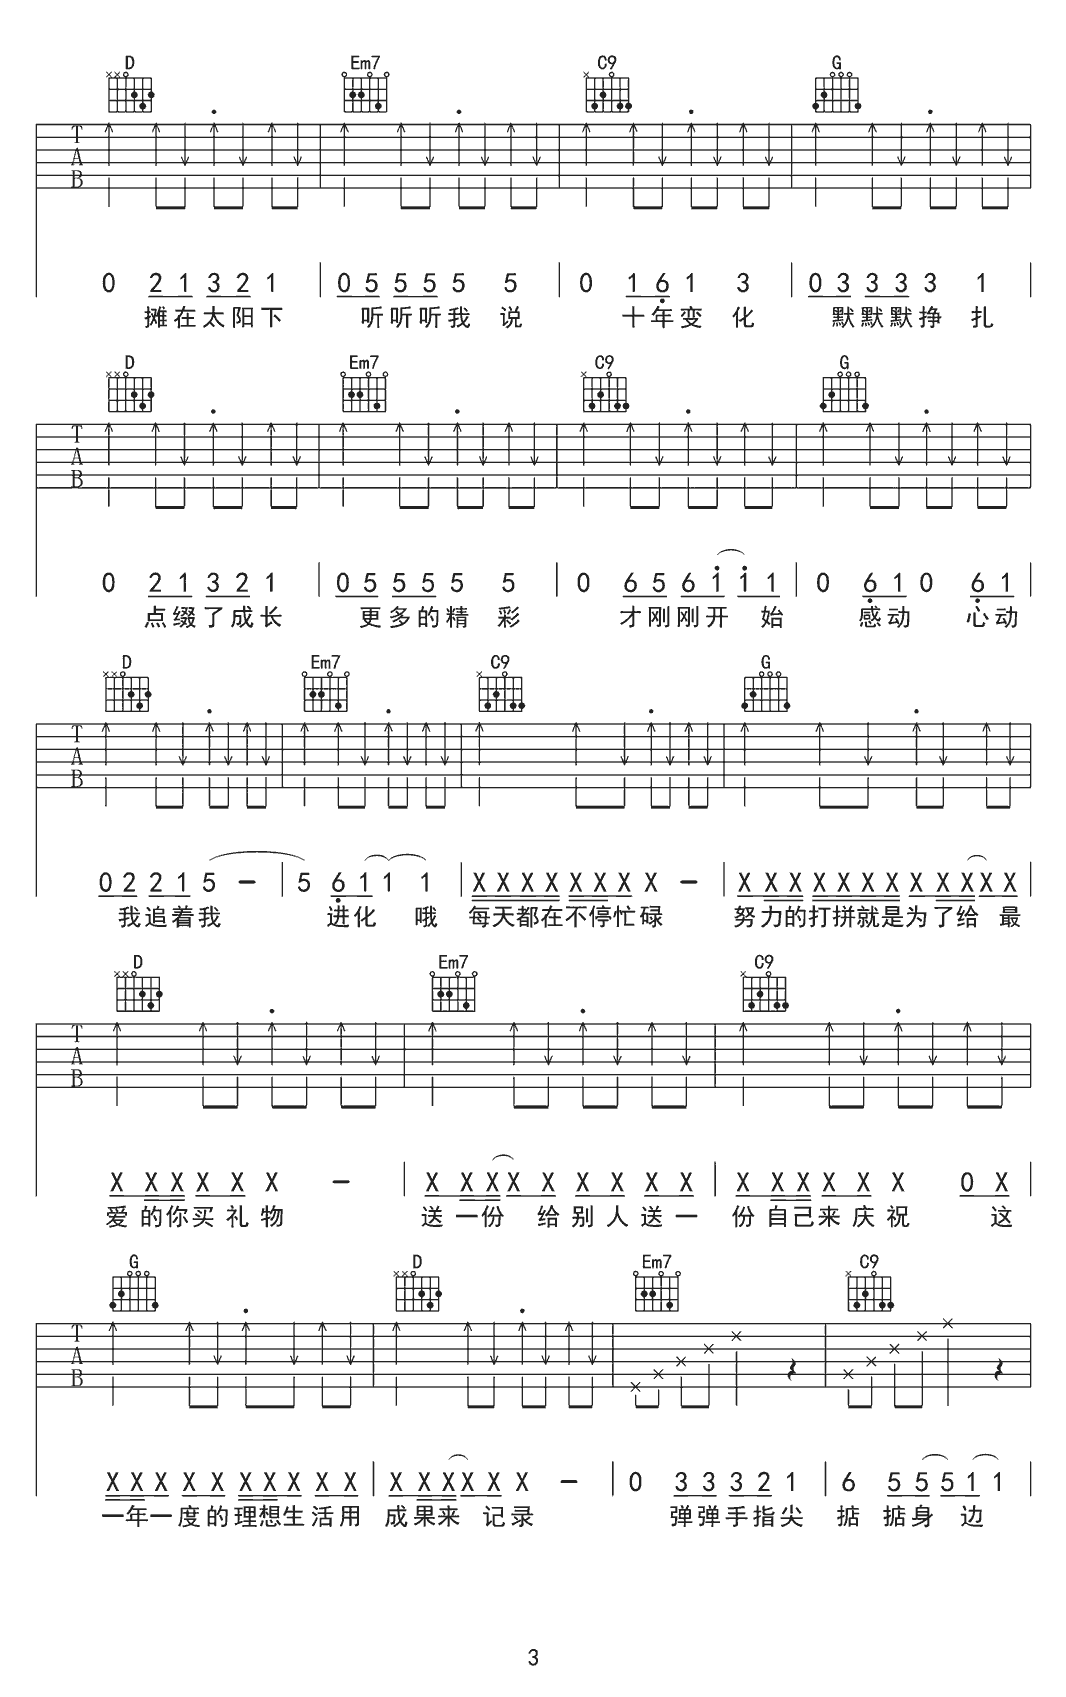 D Em7 C9 G
T
A
B
0 2 1 3 2 1 | 0 5 5 5 5 5 | 0 1 6 1 3 | 0 3 3 3 3 1 |
摊在太阳下 听听听我 说 十年变 化 默默默挣 扎
D Em7 C9 G
T
A
B
0 2 1 3 2 1 | 0 5 5 5 5 5 | 0 6 5 6 1 1 1 | 0 6 1 0 6 1
点缀了成长 更多的精 彩 才刚刚开 始 感动 心动
D Em7 C9 G
T
A
B
0 2 2 1 5 – | 5 6 1 1 1 | X X X X X X X X – | X X X X X X X X X X X X
我追着我 进化 哦 每天都在不停忙碌 努力的打拼就是为了给 最
D Em7 C9
T
A
B
X X X X X X – | X X X X X X X X X | X X X X X X 0 X |
爱的你买礼物 送一份 给别人送一 份自己来庆祝 这
G D Em7 C9
T
A
B
X X X X X X X X X X | X X X X X X – | 0 3 3 3 2 1 | 6 5 5 5 1 1
一年一度的理想生活用 成果来 记录 弹弹手指尖 掂 掂身 边
3